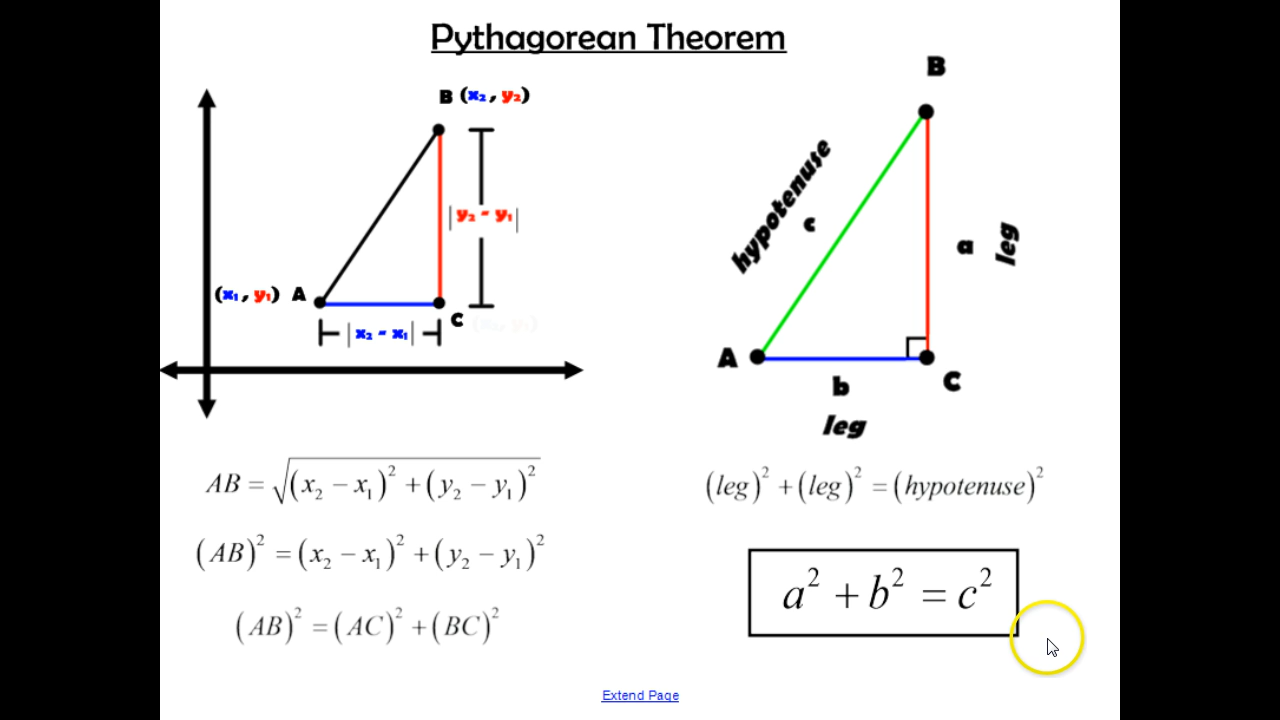 Pythagorean Theorem
B (x₂, y₂)
|y₂ - y₁|
(x₁, y₁) A
C
|x₂ - x₁|
AB = √(x₂ − x₁)² + (y₂ − y₁)²
(AB)² = (x₂ − x₁)² + (y₂ − y₁)²
(AB)² = (AC)² + (BC)²
B
hypotenuse
c
a
leg
A
C
b
leg
(leg)² + (leg)² = (hypotenuse)²
a² + b² = c²
Extend Page